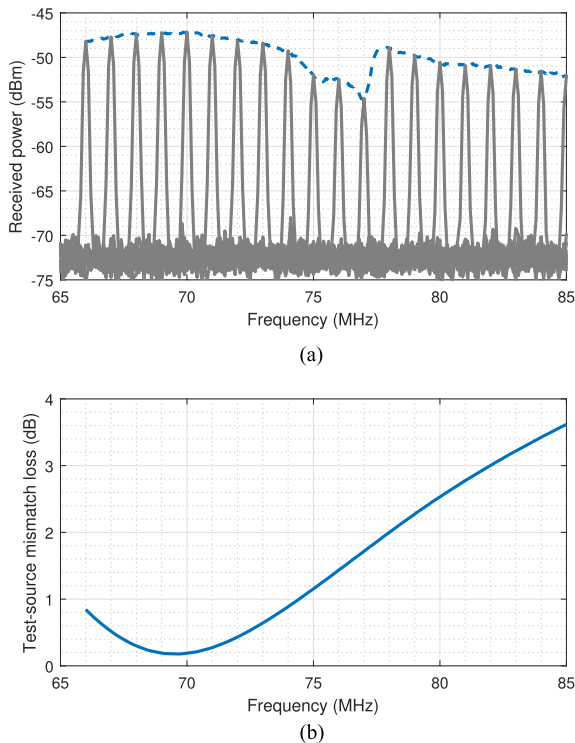 -45
-50
-55
-60
-65
-70
-75
Received power (dBm)
65 70 75 80 85
Frequency (MHz)
(a)
4
3
2
1
0
Test-source mismatch loss (dB)
65 70 75 80 85
Frequency (MHz)
(b)